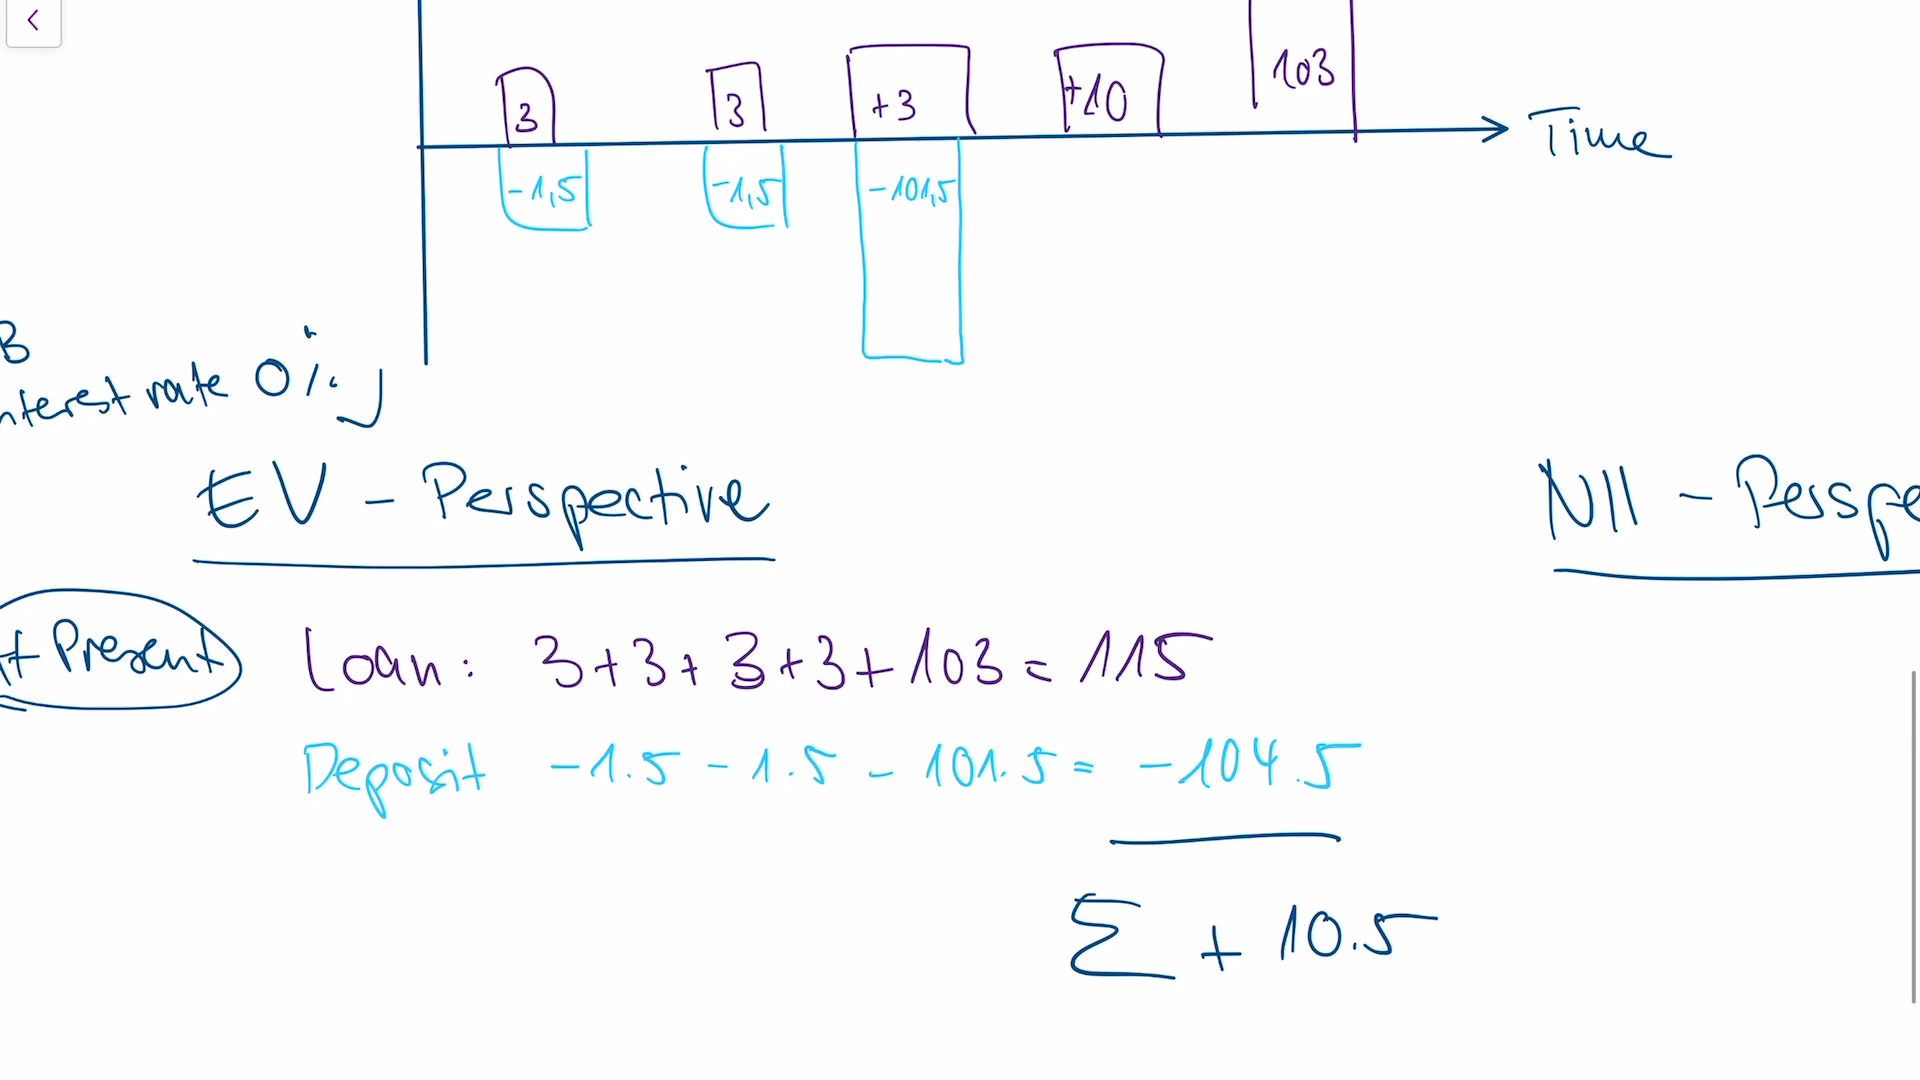 3 3 +3 +10 103
Time
-1,5 -1,5 -101,5
B
nterest rate 0%
EV - Perspective
NII - Perspe
t Present
Loan: 3+3+3+3+103=115
Deposit -1.5 -1.5 - 101.5 = -104.5
Σ + 10.5